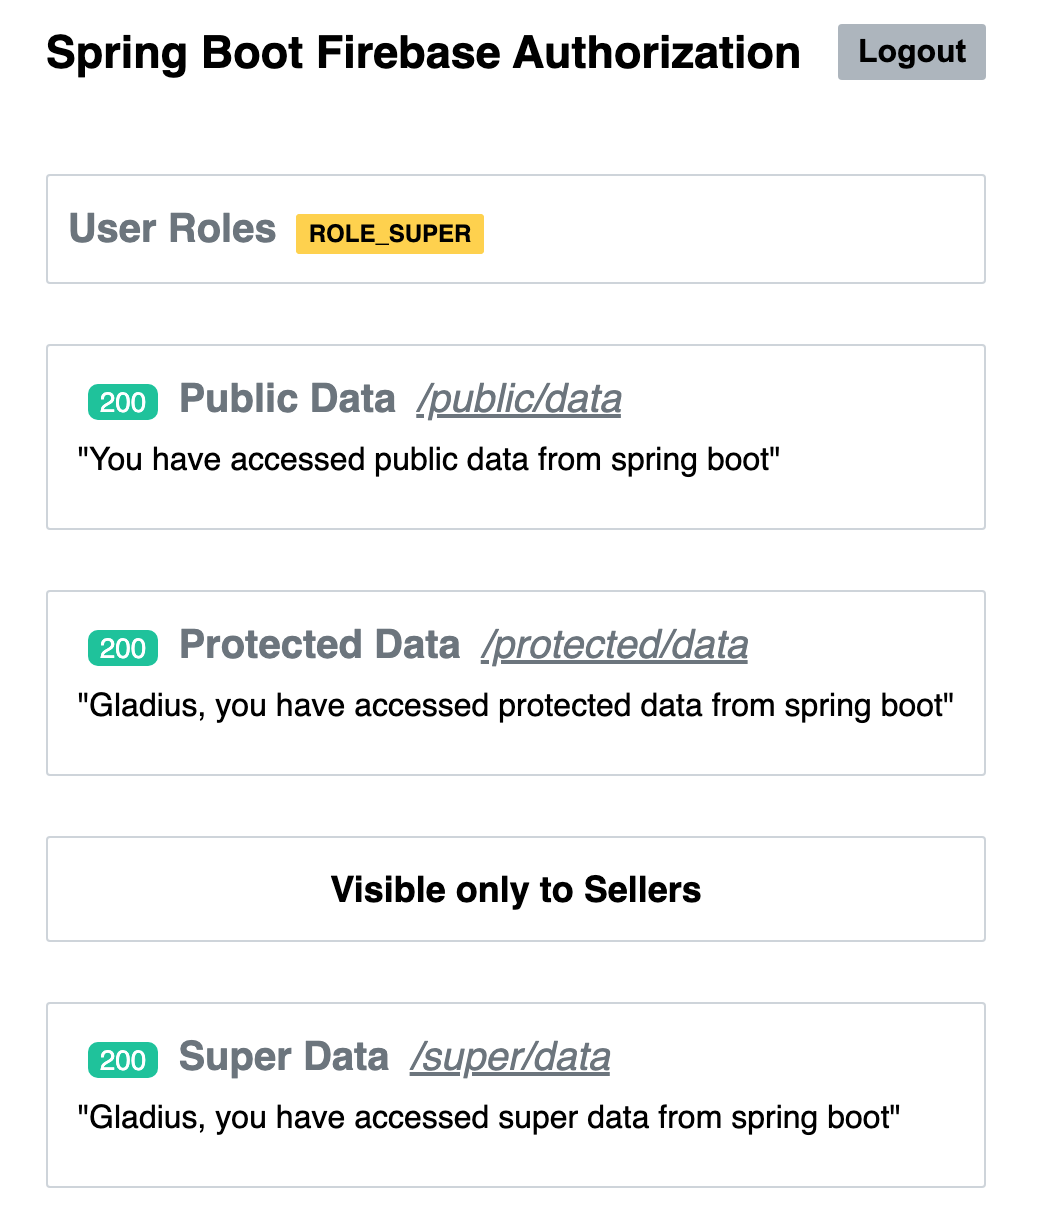 Spring Boot Firebase Authorization Logout
User Roles ROLE_SUPER
200 Public Data /public/data
"You have accessed public data from spring boot"
200 Protected Data /protected/data
"Gladius, you have accessed protected data from spring boot"
Visible only to Sellers
200 Super Data /super/data
"Gladius, you have accessed super data from spring boot"